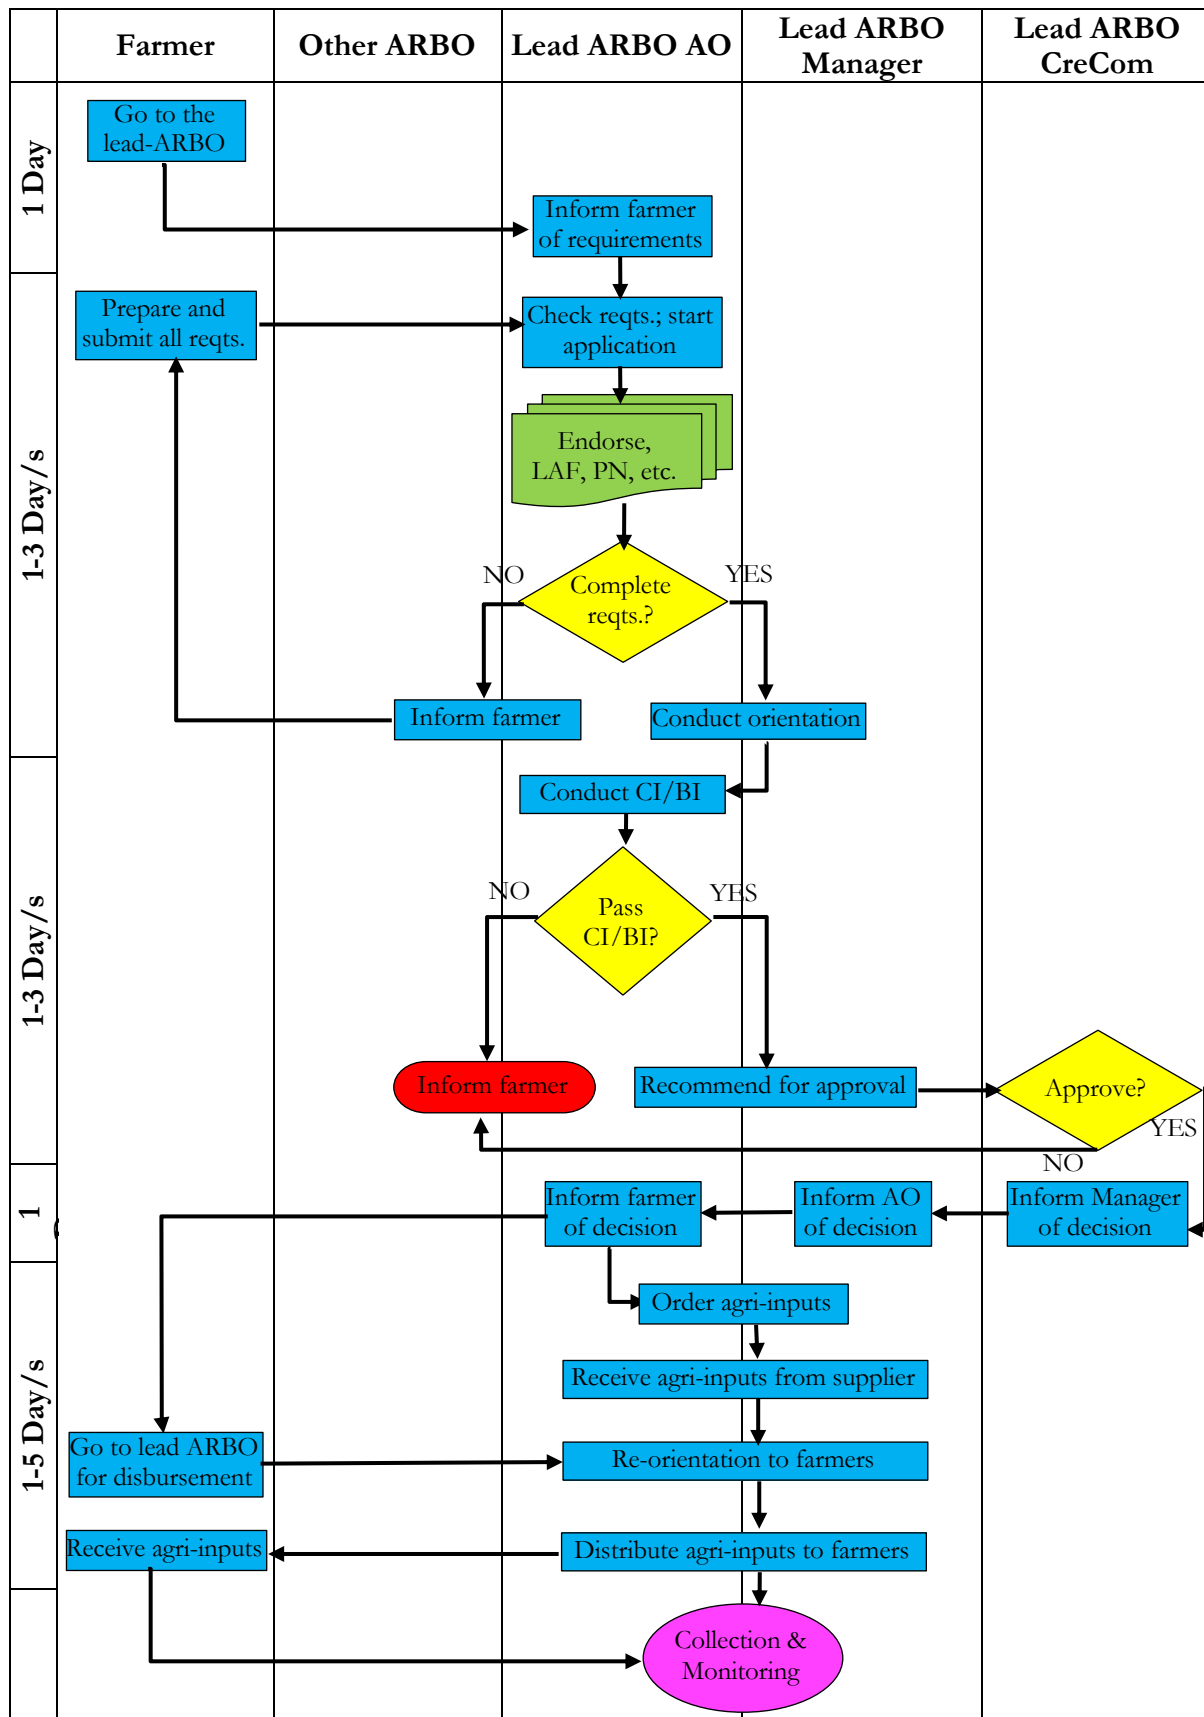 Farmer
Other ARBO
Lead ARBO AO
Lead ARBO
Manager
Lead ARBO
CreCom
1 Day
Go to the
lead-ARBO
Inform farmer
of requirements
1-3 Day/s
Prepare and
submit all reqts.
Check reqts.; start
application
Endorse,
LAF, PN, etc.
Complete
reqts.?
NO
YES
Inform farmer
Conduct orientation
1-3 Day/s
Conduct CI/BI
Pass
CI/BI?
NO
YES
Inform farmer
Recommend for approval
Approve?
YES
NO
1
Inform farmer
of decision
Inform AO
of decision
Inform Manager
of decision
1-5 Day/s
Order agri-inputs
Receive agri-inputs from supplier
Go to lead ARBO
for disbursement
Re-orientation to farmers
Receive agri-inputs
Distribute agri-inputs to farmers
Collection &
Monitoring